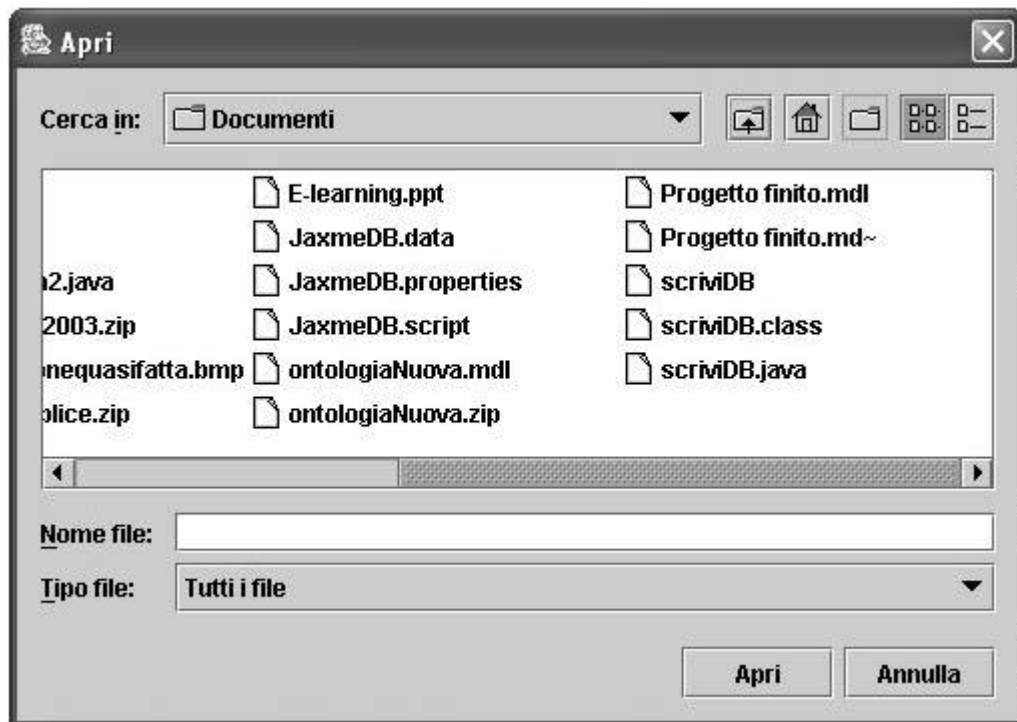 Apri
Cerca in: Documenti
E-learning.ppt Progetto finito.mdl
JaxmeDB.data Progetto finito.md~
2.java JaxmeDB.properties scriviDB
2003.zip JaxmeDB.script scriviDB.class
nequasifatta.bmp ontologiaNuova.mdl scriviDB.java
plice.zip ontologiaNuova.zip
Nome file:
Tipo file: Tutti i file
Apri Annulla